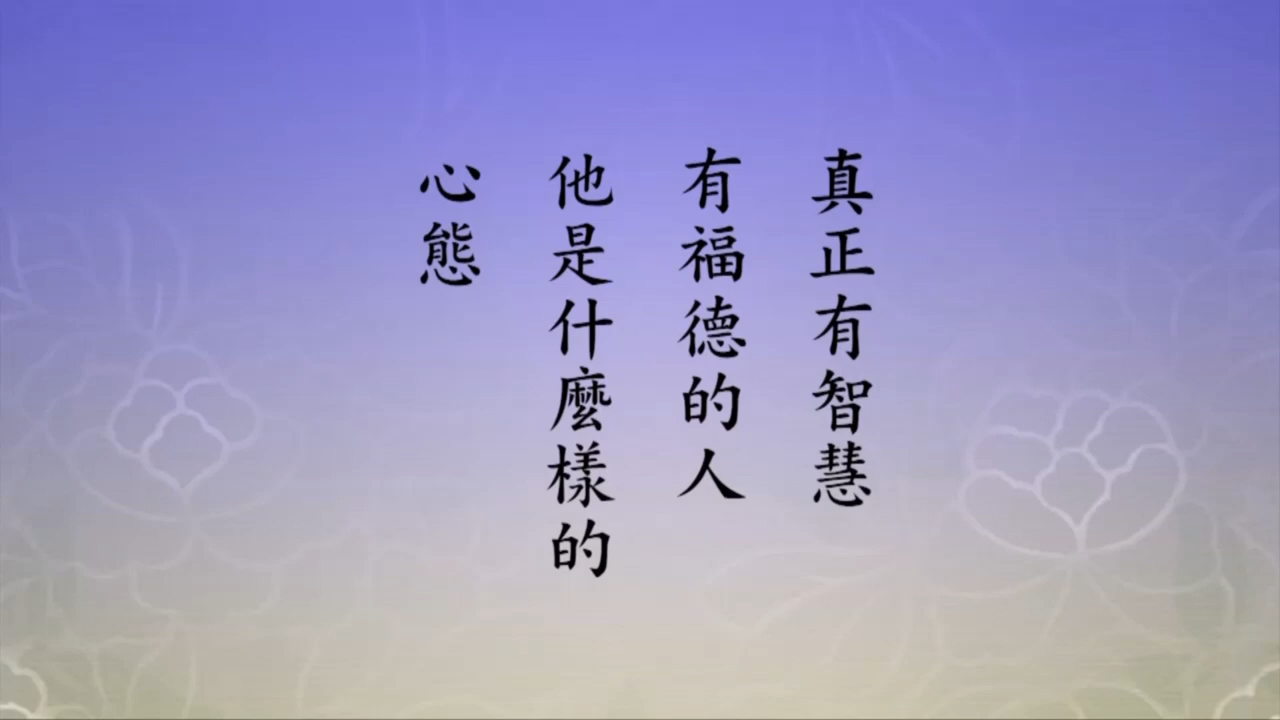 真正有智慧
有福德的人
他是什麼樣的
心態